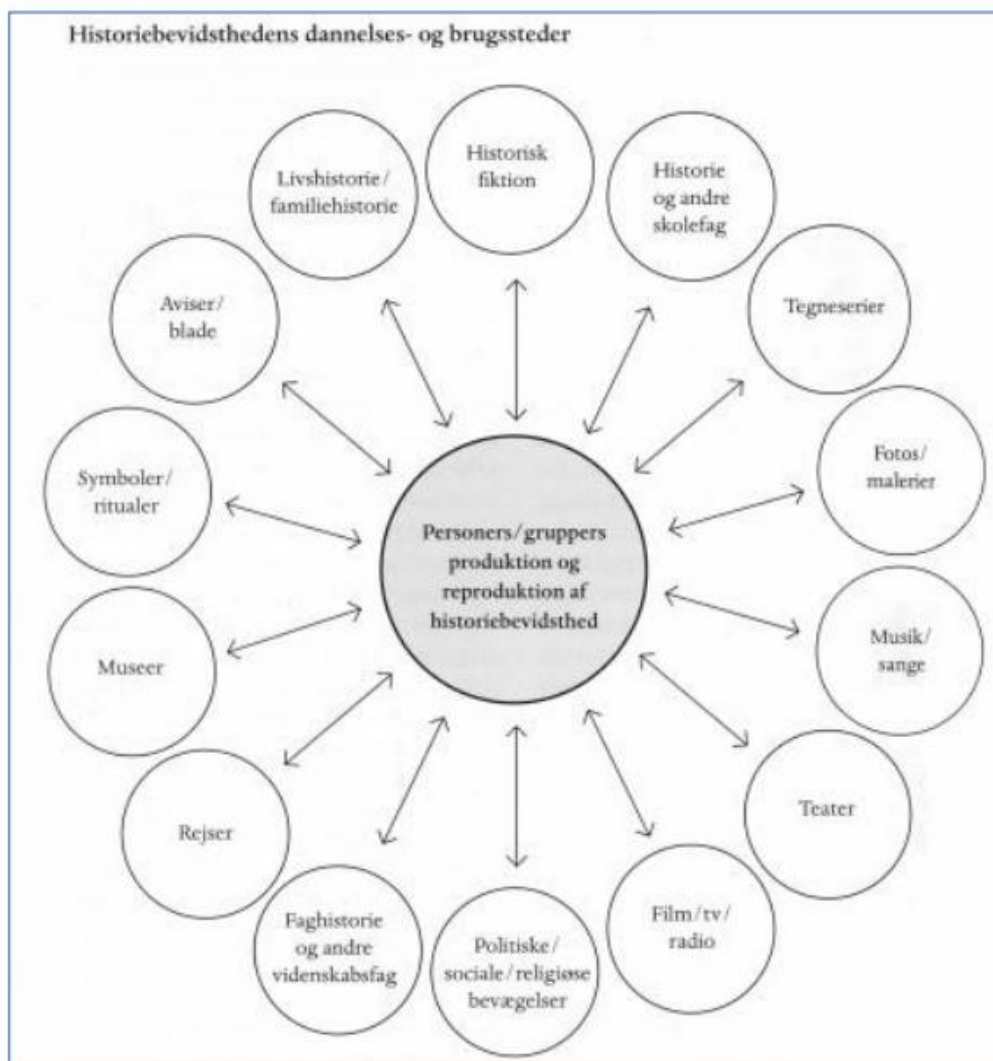 Historiebevidsthedens dannelses- og brugssteder
Historisk
fiktion
Historie
og andre
skolefag
Tegneserier
Fotos/
malerier
Musik/
sange
Teater
Film/tv/
radio
Politiske/
sociale/religiøse
bevægelser
Faghistorie
og andre
videnskabsfag
Rejser
Museer
Symboler/
ritualer
Aviser/
blade
Livshistorie/
familiehistorie
Personers/gruppers
produktion og
reproduktion af
historiebevidsthed